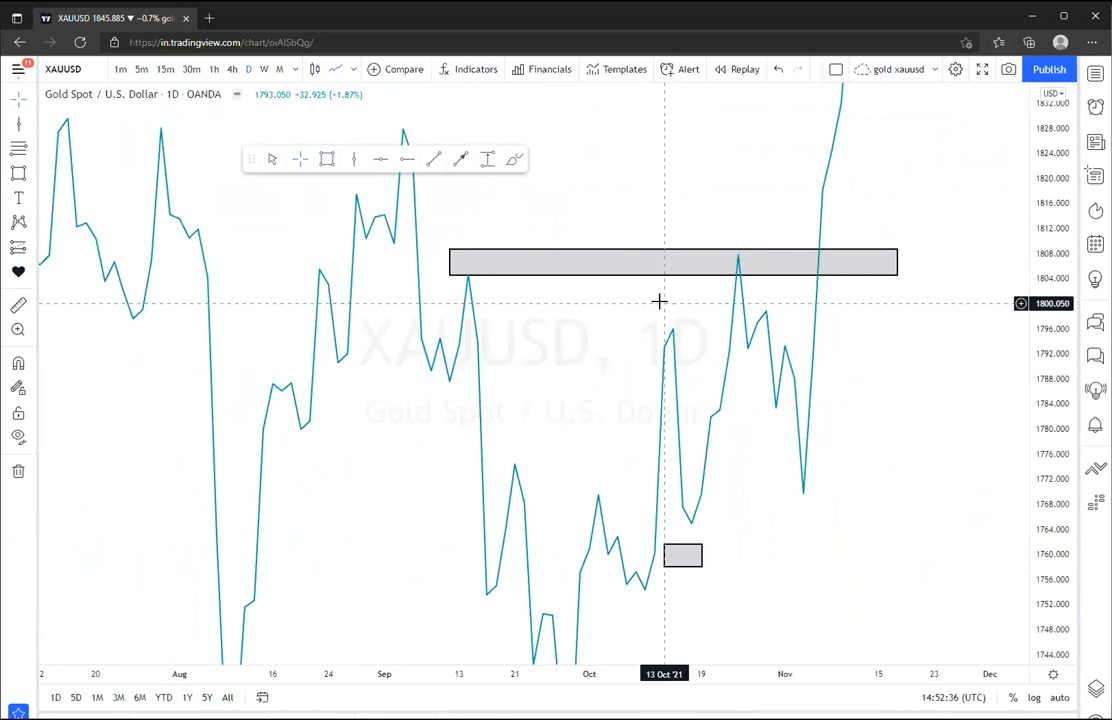 XAUUSD 1845.885 ▼ −0.7% gol
https://in.tradingview.com/chart/oiAlSbQg/
11
XAUUSD 1m 5m 15m 30m 1h 4h D W M Compare Indicators Financials Templates Alert Replay gold xauusd Publish
Gold Spot / U.S. Dollar · 1D · OANDA 1793.050 +32.925 (+1.87%)
USD
1832.000
1828.000
1824.000
1820.000
1816.000
1812.000
1808.000
1804.000
1800.050
1796.000
1792.000
1788.000
1784.000
1780.000
1776.000
1772.000
1768.000
1764.000
1760.000
1756.000
1752.000
1748.000
1744.000
XAUUSD, 1D
Gold Spot / U.S. Dollar
2 20 Aug 16 24 Sep 13 21 Oct 13 Oct '21 19 Nov 15 23 Dec
1D 5D 1M 3M 6M YTD 1Y 5Y All 14:52:36 (UTC) % log auto